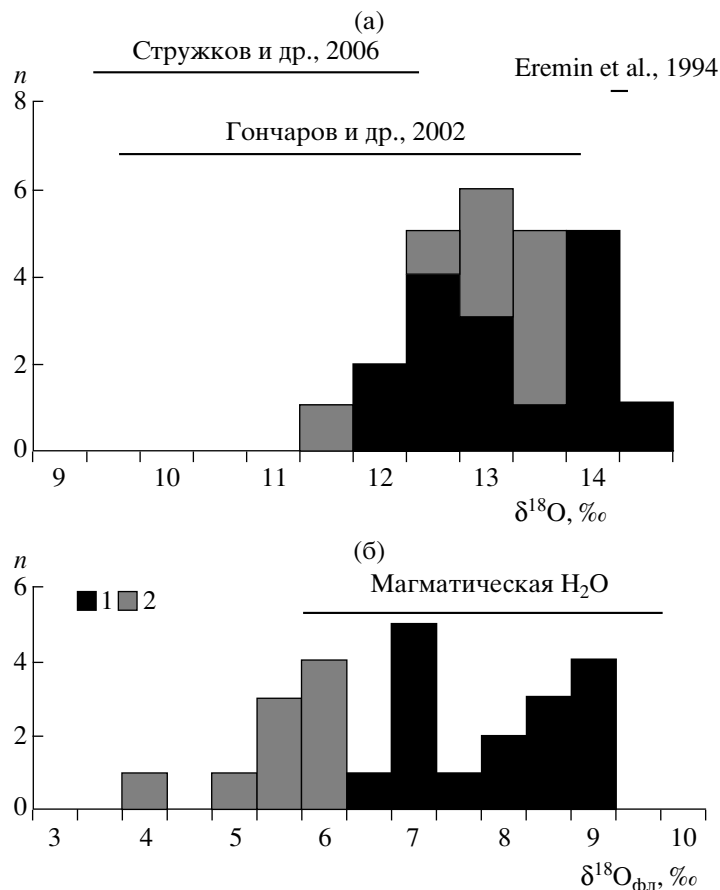 (а)
Стружков и др., 2006
n
Eremin et al., 1994
8
Гончаров и др., 2002
6
4
2
0
9 10 11 12 13 14
δ¹⁸O, ‰
(б)
n
Магматическая H₂O
6
1 2
4
2
0
3 4 5 6 7 8 9 10
δ¹⁸Oфл, ‰